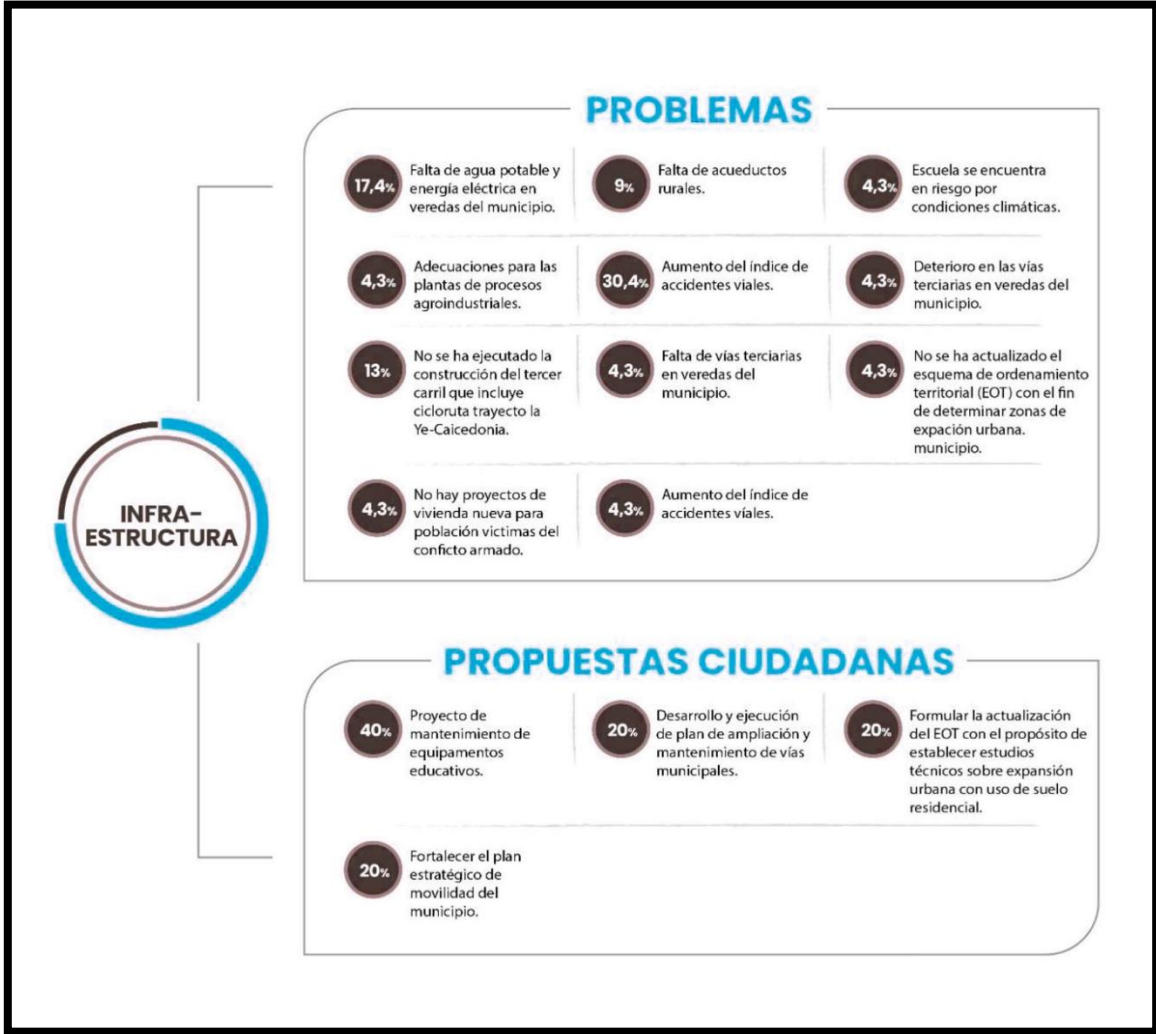 PROBLEMAS
17,4%
Falta de agua potable y
energía eléctrica en
veredas del municipio.
9%
Falta de acueductos
rurales.
4,3%
Escuela se encuentra
en riesgo por
condiciones climáticas.
4,3%
Adecuaciones para las
plantas de procesos
agroindustriales.
30,4%
Aumento del índice de
accidentes viales.
4,3%
Deterioro en las vías
terciarias en veredas del
municipio.
13%
No se ha ejecutado la
construcción del tercer
carril que incluye
cicloruta trayecto la
Ye-Caicedonia.
4,3%
Falta de vías terciarias
en veredas del
municipio.
4,3%
No se ha actualizado el
esquema de ordenamiento
territorial (EOT) con el fin
de determinar zonas de
expación urbana.
municipio.
4,3%
No hay proyectos de
vivienda nueva para
población victimas del
conficto armado.
4,3%
Aumento del índice de
accidentes víales.
INFRA-
ESTRUCTURA
PROPUESTAS CIUDADANAS
40%
Proyecto de
mantenimiento de
equipamentos
educativos.
20%
Desarrollo y ejecución
de plan de ampliación y
mantenimiento de vías
municipales.
20%
Formular la actualización
del EOT con el propósito de
establecer estudios
técnicos sobre expansión
urbana con uso de suelo
residencial.
20%
Fortalecer el plan
estratégico de
movilidad del
municipio.